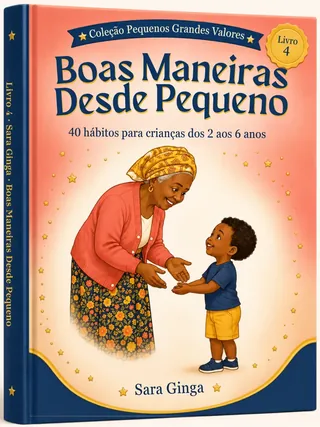 Coleção Pequenos Grandes Valores
Livro
4
Boas Maneiras
Desde Pequeno
40 hábitos para crianças dos 2 aos 6 anos
Sara Ginga
Livro 4 · Sara Ginga · Boas Maneiras Desde Pequeno